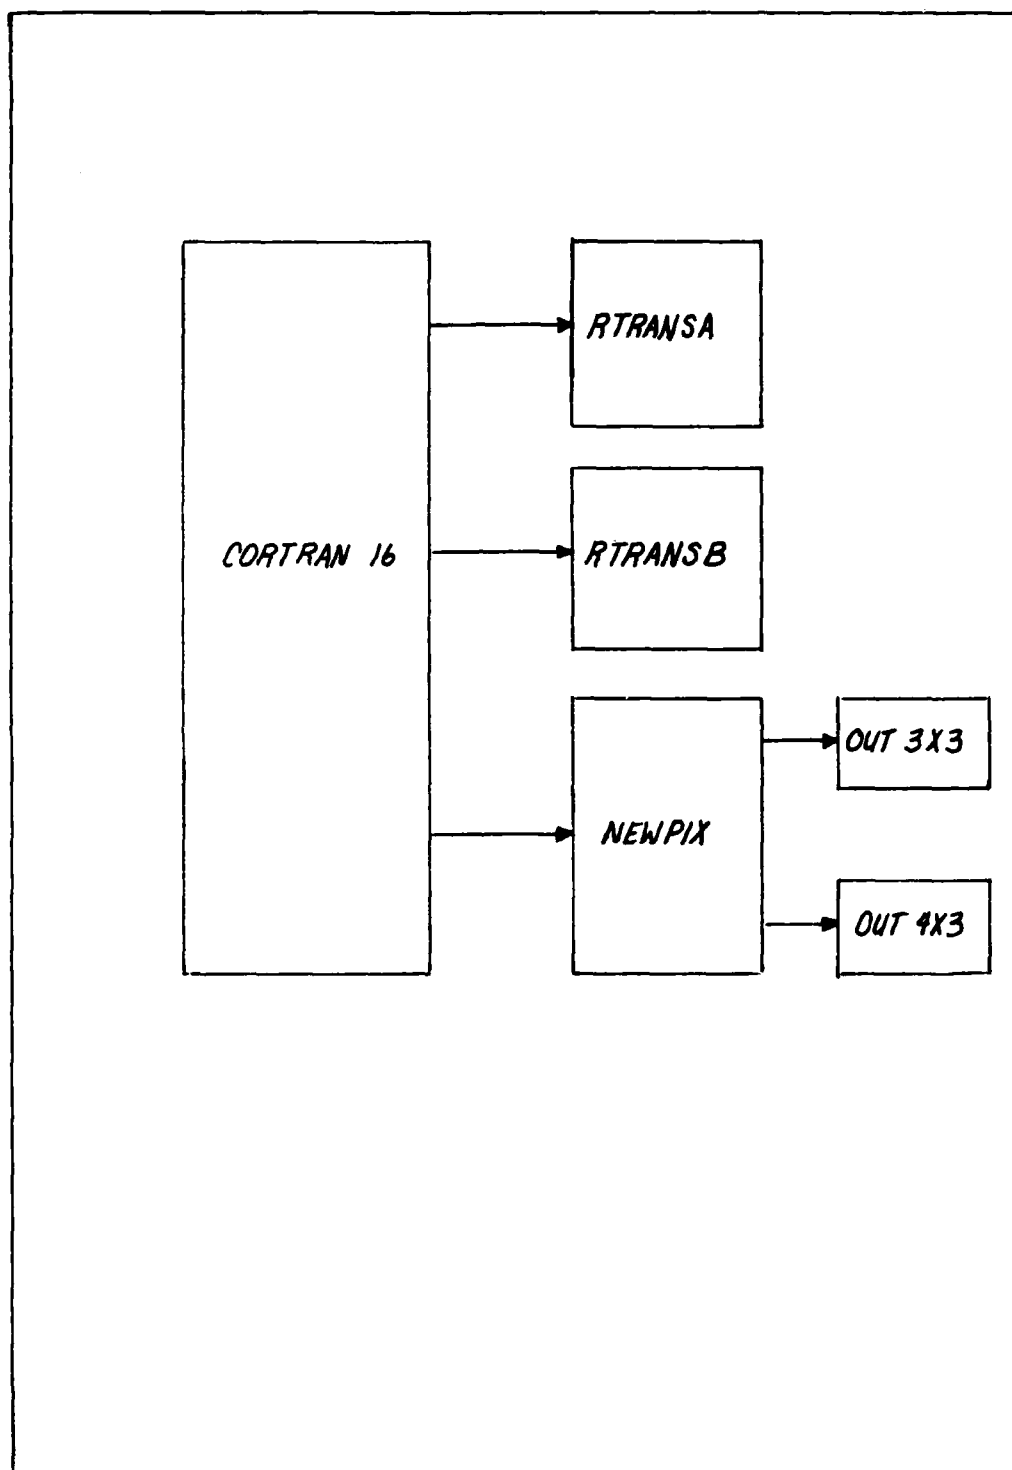 RTRANSA
CORTRAN 16
RTRANSB
OUT 3X3
NEWPIX
OUT 4X3